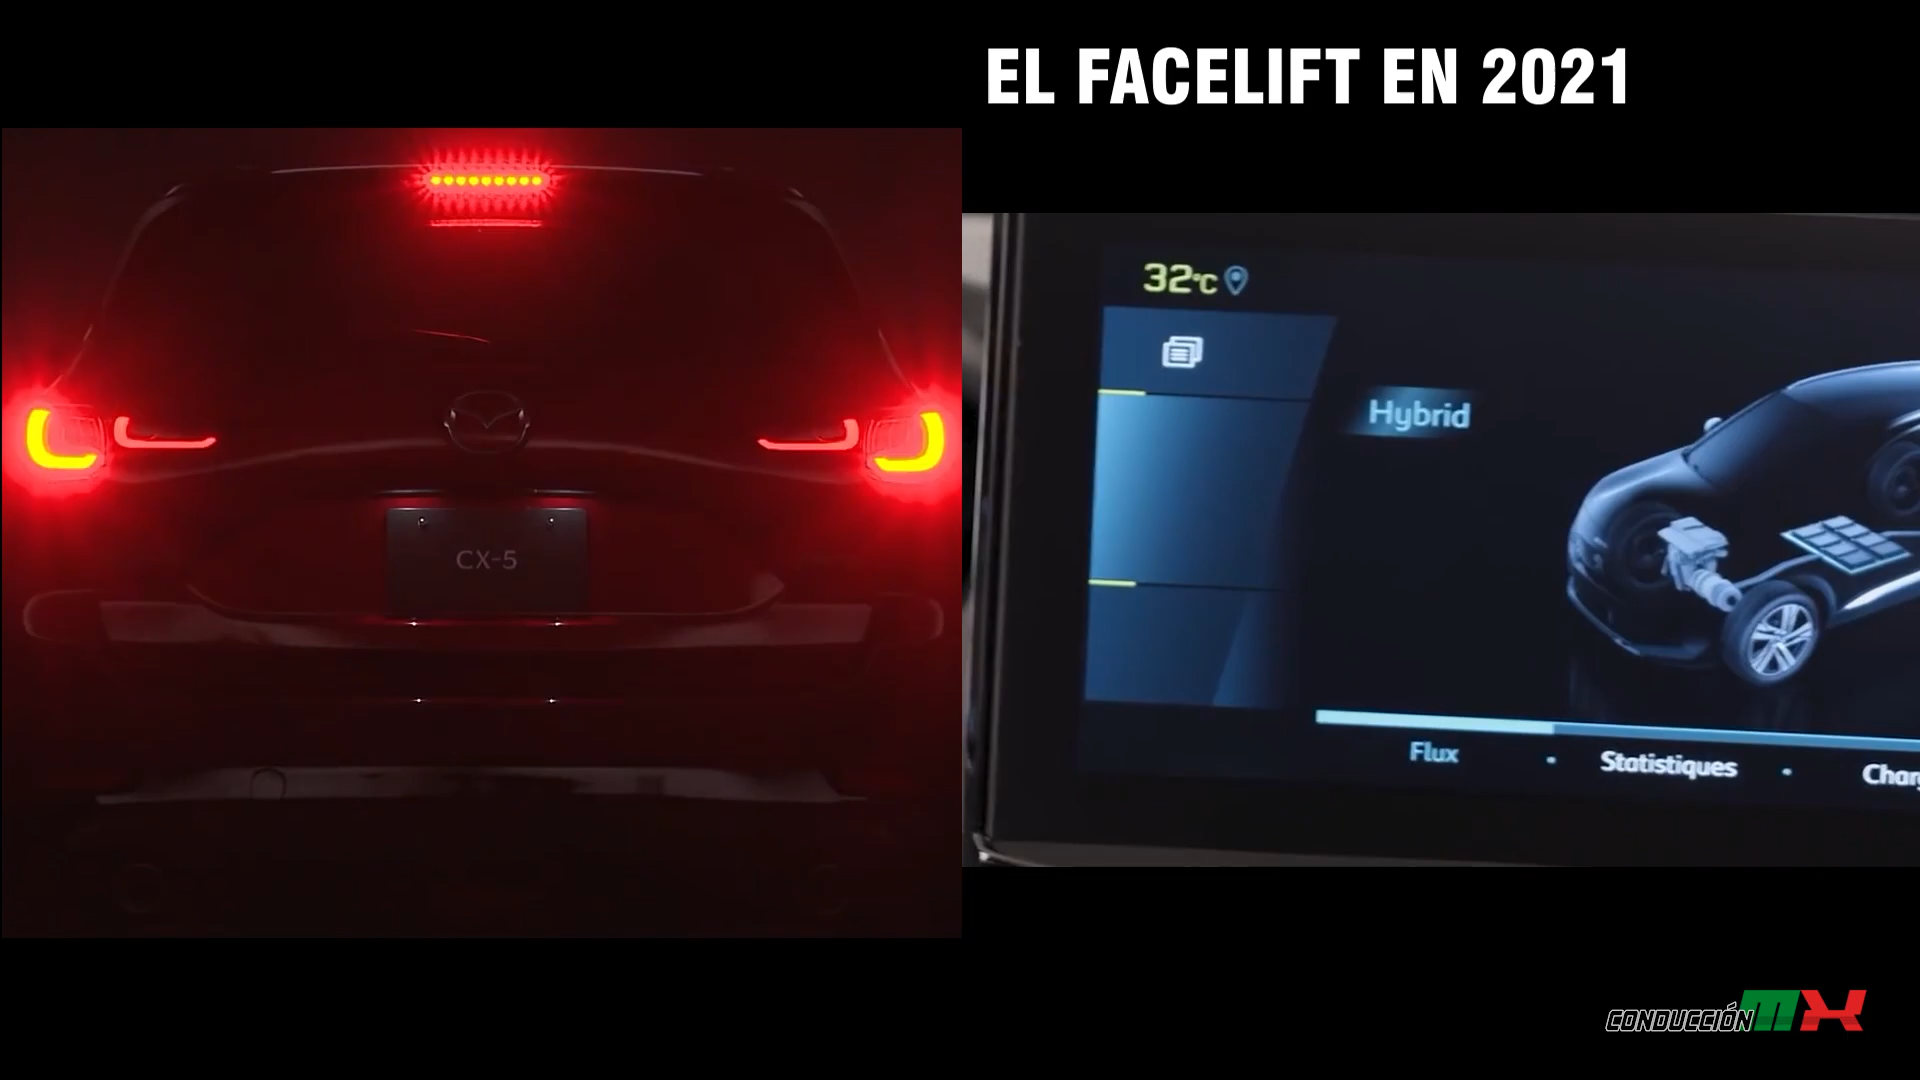 EL FACELIFT EN 2021
CX-5
32°C
Hybrid
Flux • Statistiques •
CONDUCCIÓN MX